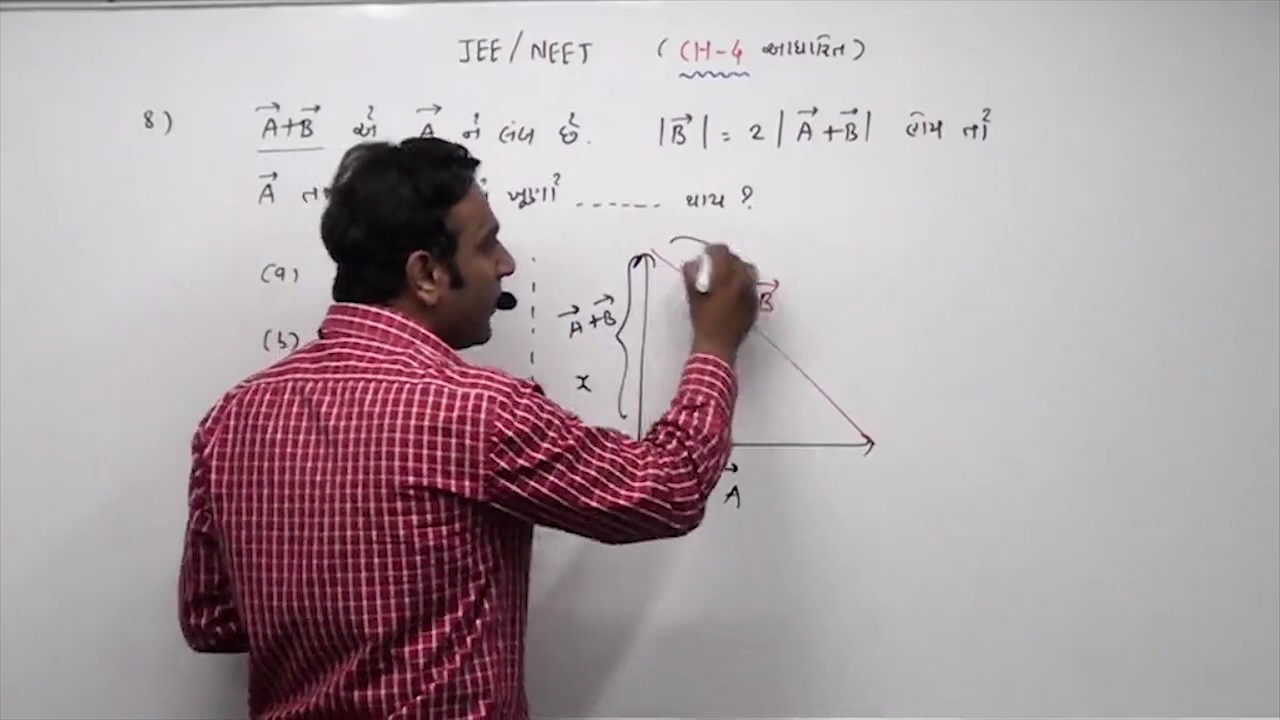 JEE/NEET (CH-4 આધારિત)
8) A⃗+B⃗ એ A⃗ ને લંબ છે. |B⃗| = 2|A⃗+B⃗| હોય તો
A⃗ ખૂણો ------ થાય ?
(a)
(b)
A⃗+B⃗
B⃗
x
A⃗